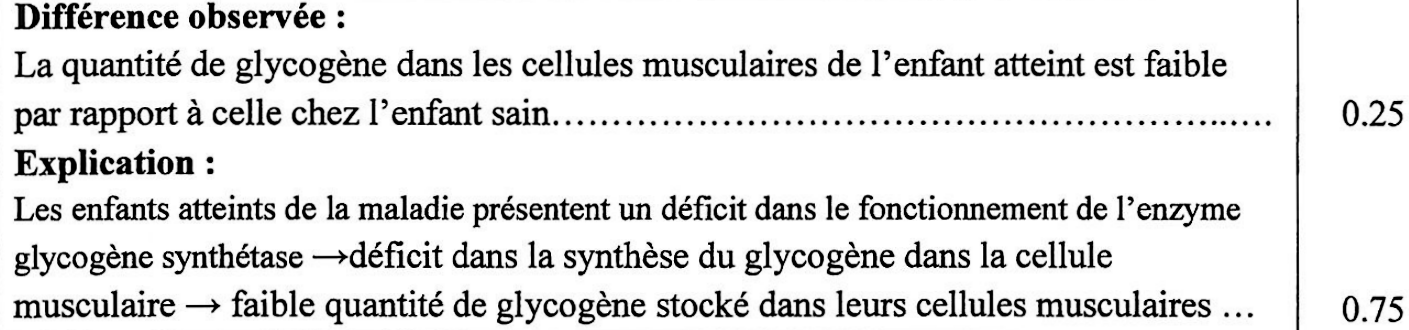 Différence observée :
La quantité de glycogène dans les cellules musculaires de l’enfant atteint est faible
par rapport à celle chez l’enfant sain…………………………………………………………..…. 0.25
Explication :
Les enfants atteints de la maladie présentent un déficit dans le fonctionnement de l’enzyme
glycogène synthétase →déficit dans la synthèse du glycogène dans la cellule
musculaire → faible quantité de glycogène stocké dans leurs cellules musculaires … 0.75